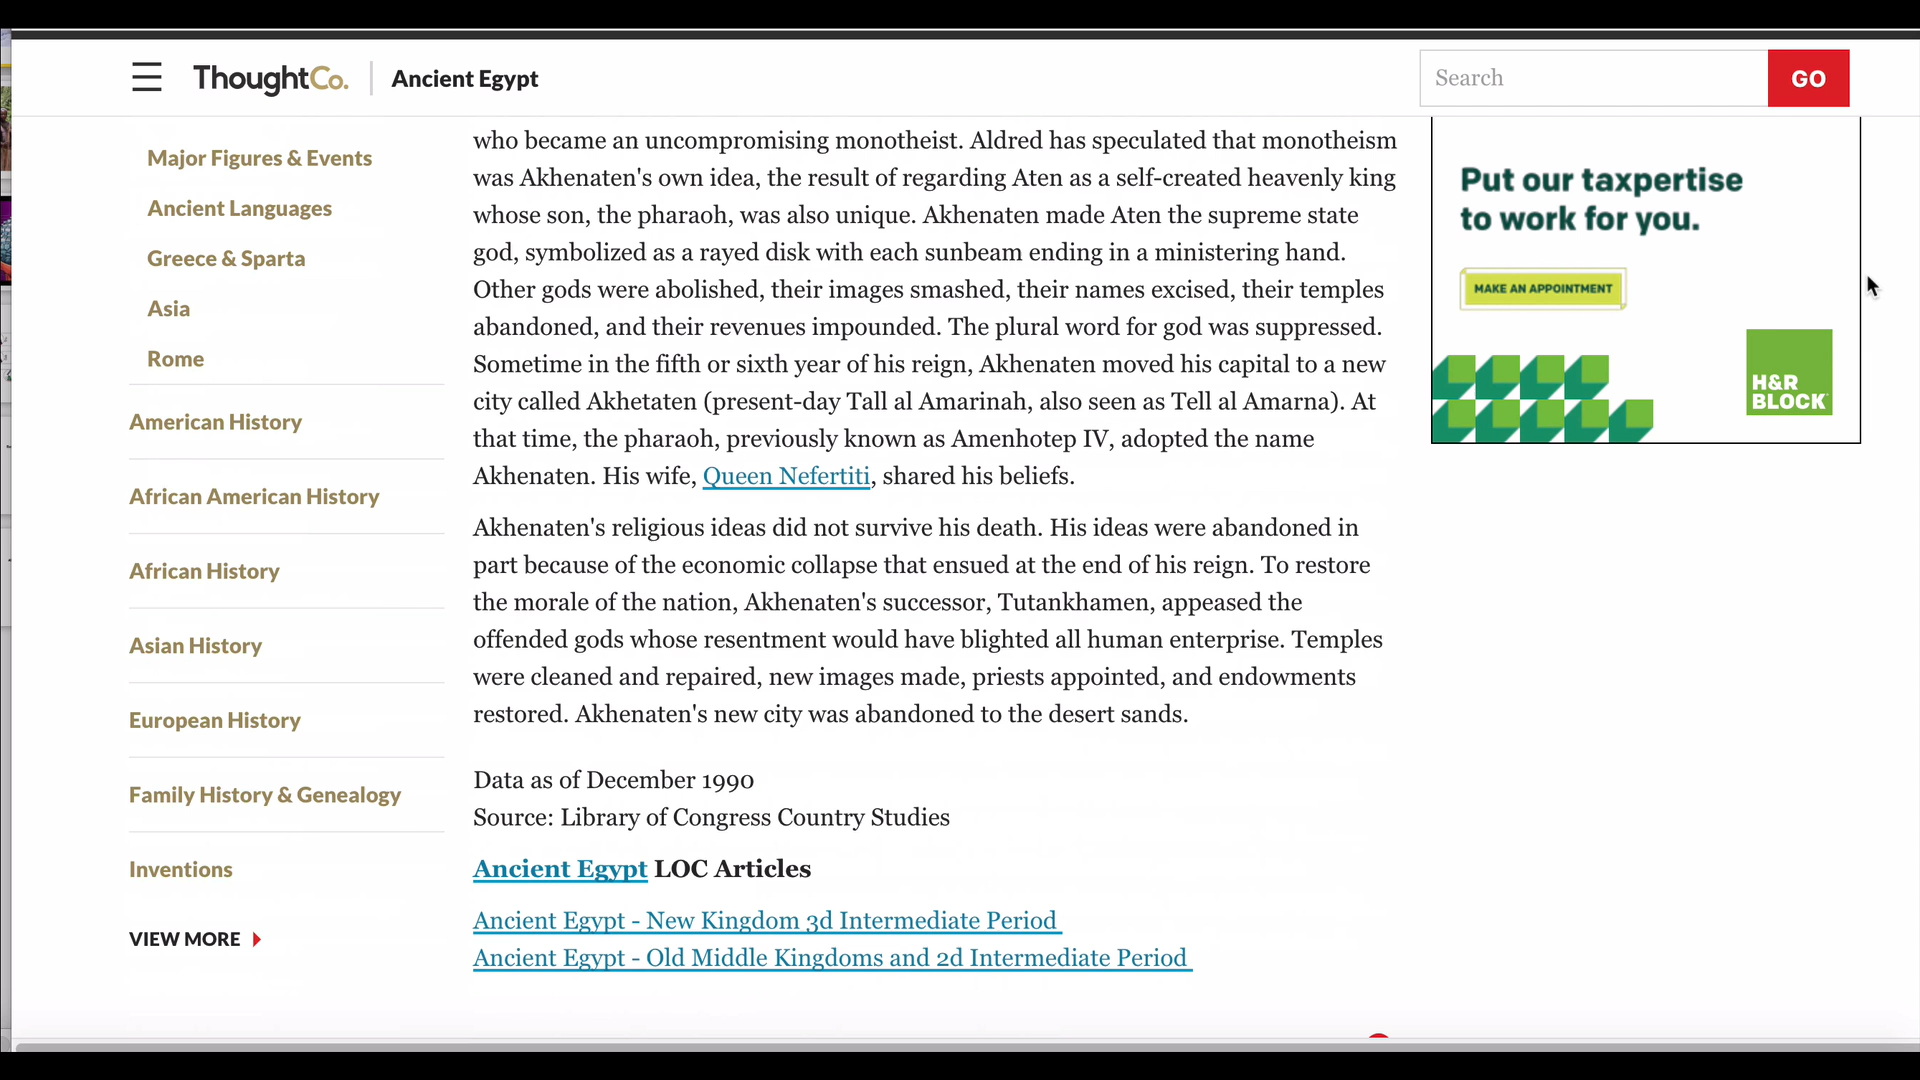 ThoughtCo.
Ancient Egypt
Search
GO
Major Figures & Events
Ancient Languages
Greece & Sparta
Asia
Rome
American History
African American History
African History
Asian History
European History
Family History & Genealogy
Inventions
VIEW MORE
who became an uncompromising monotheist. Aldred has speculated that monotheism
was Akhenaten's own idea, the result of regarding Aten as a self-created heavenly king
whose son, the pharaoh, was also unique. Akhenaten made Aten the supreme state
god, symbolized as a rayed disk with each sunbeam ending in a ministering hand.
Other gods were abolished, their images smashed, their names excised, their temples
abandoned, and their revenues impounded. The plural word for god was suppressed.
Sometime in the fifth or sixth year of his reign, Akhenaten moved his capital to a new
city called Akhetaten (present-day Tall al Amarinah, also seen as Tell al Amarna). At
that time, the pharaoh, previously known as Amenhotep IV, adopted the name
Akhenaten. His wife, Queen Nefertiti, shared his beliefs.
Akhenaten's religious ideas did not survive his death. His ideas were abandoned in
part because of the economic collapse that ensued at the end of his reign. To restore
the morale of the nation, Akhenaten's successor, Tutankhamen, appeased the
offended gods whose resentment would have blighted all human enterprise. Temples
were cleaned and repaired, new images made, priests appointed, and endowments
restored. Akhenaten's new city was abandoned to the desert sands.
Data as of December 1990
Source: Library of Congress Country Studies
Ancient Egypt LOC Articles
Ancient Egypt - New Kingdom 3d Intermediate Period
Ancient Egypt - Old Middle Kingdoms and 2d Intermediate Period
Put our taxpertise
to work for you.
MAKE AN APPOINTMENT
H&R
BLOCK